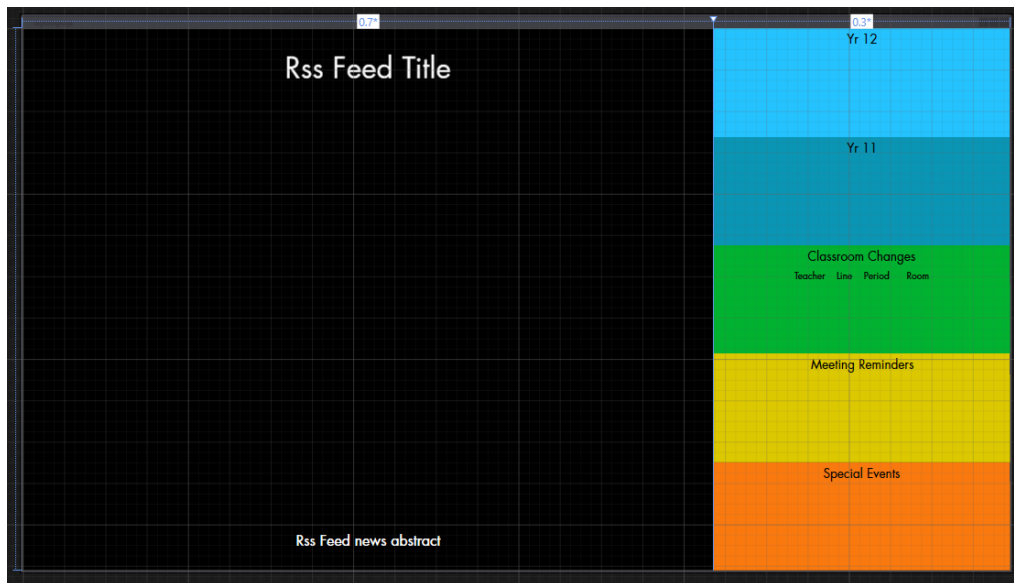 0.7*
0.3*
Rss Feed Title
Rss Feed news abstract
Yr 12
Yr 11
Classroom Changes
Teacher Line Period Room
Meeting Reminders
Special Events